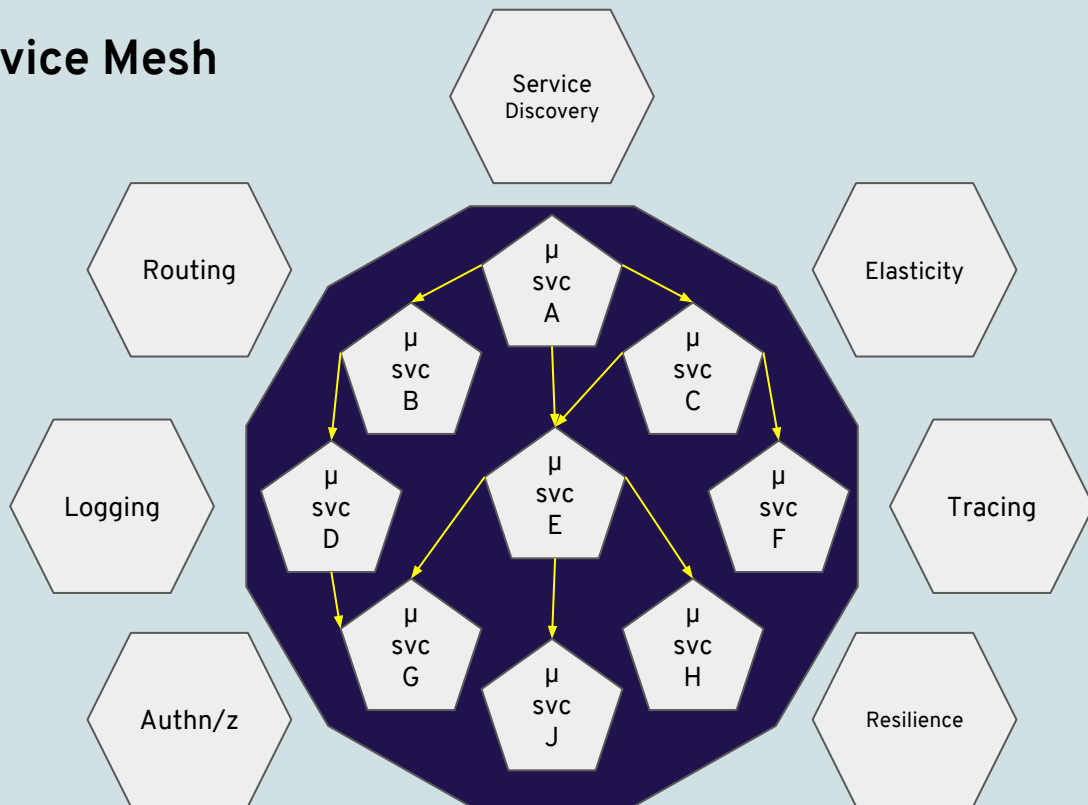 vice Mesh
Service
Discovery
Routing
Elasticity
µ
svc
A
µ
svc
B
µ
svc
C
Logging
µ
svc
D
µ
svc
E
µ
svc
F
Tracing
µ
svc
G
µ
svc
J
µ
svc
H
Authn/z
Resilience